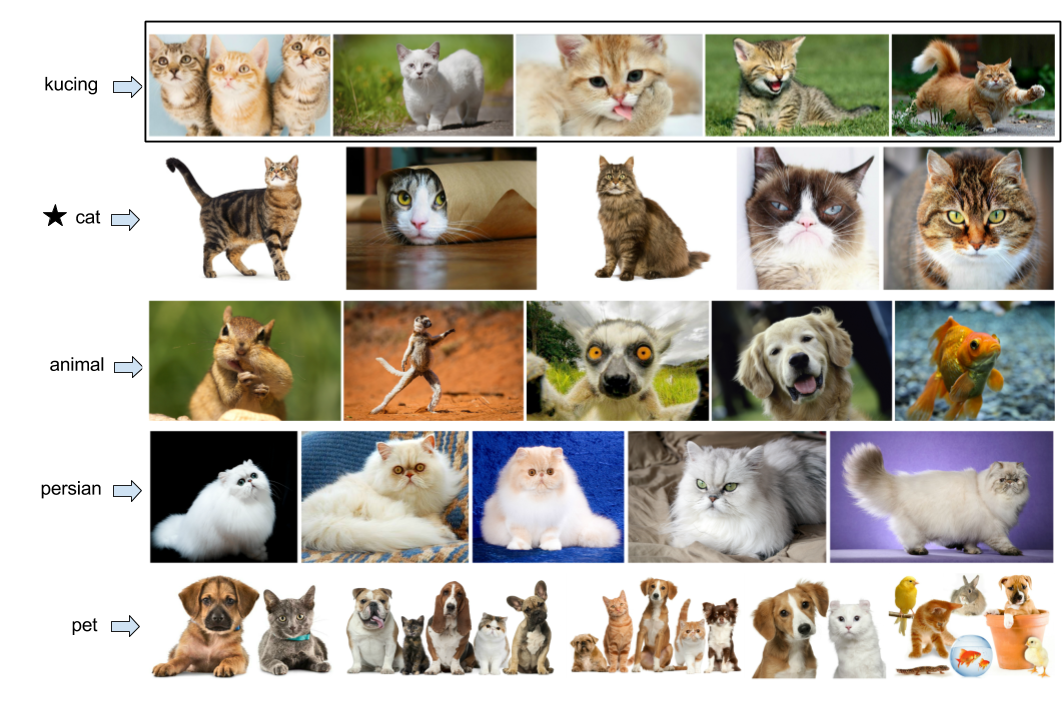 kucing
★ cat
animal
persian
pet